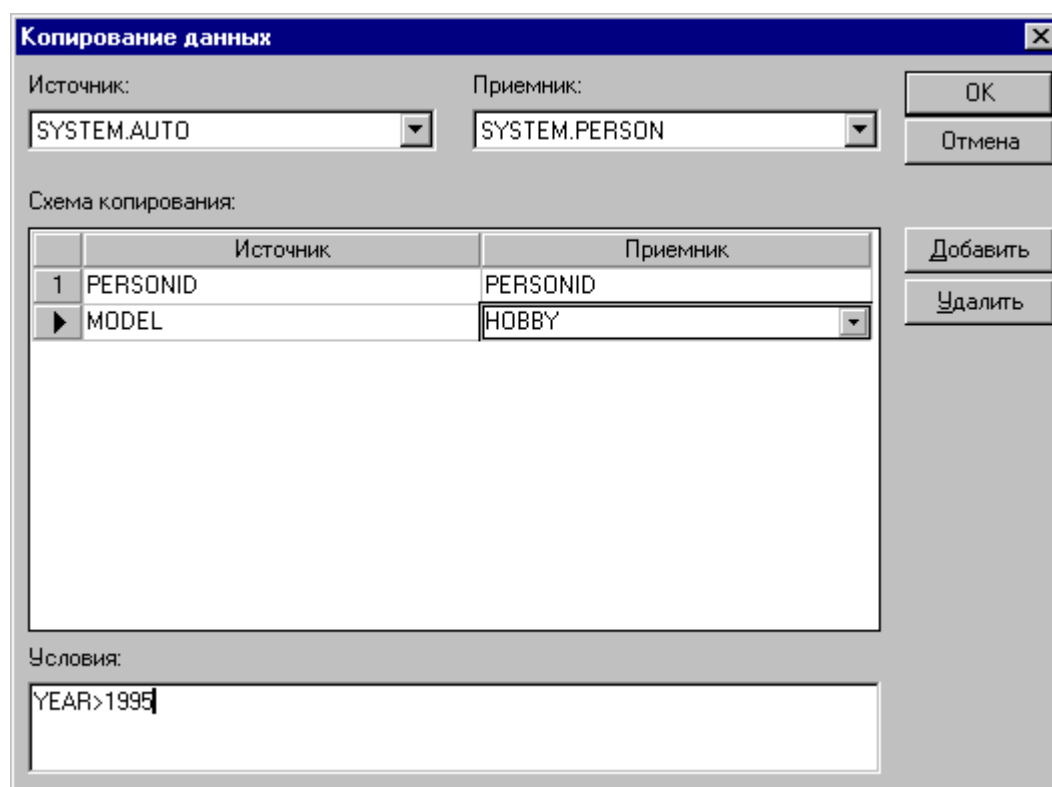 Копирование данных
Источник: Приемник:
SYSTEM.AUTO SYSTEM.PERSON
OK
Отмена
Схема копирования:
Источник Приемник
1 PERSONID PERSONID
MODEL HOBBY
Добавить
Удалить
Условия:
YEAR>1995